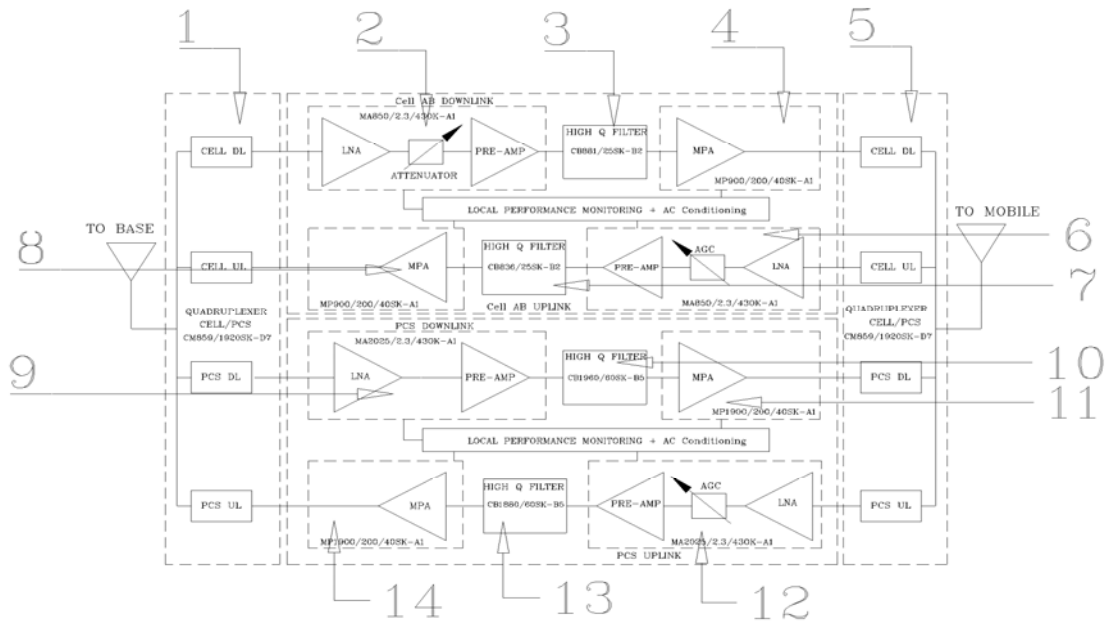 1
2
3
4
5
Cell AB DOWNLINK
MA850/2.3/430K-A1
CELL DL
LNA
ATTENUATOR
PRE-AMP
HIGH Q FILTER
CB881/25SK-B2
MPA
MP900/200/40SK-A1
CELL DL
LOCAL PERFORMANCE MONITORING + AC Conditioning
TO BASE
TO MOBILE
8
CELL UL
MPA
MP900/200/40SK-A1
HIGH Q FILTER
CB836/25SK-B2
Cell AB UPLINK
PRE-AMP
AGC
LNA
MA850/2.3/430K-A1
CELL UL
6
7
QUADRUPLEXER
CELL/PCS
CM859/1920SK-D7
QUADRUPLEXER
CELL/PCS
CM859/1920SK-D7
PCS DOWNLINK
MA2025/2.3/430K-A1
9
PCS DL
LNA
PRE-AMP
HIGH Q FILTER
CB1960/60SK-B5
MPA
MP1900/200/40SK-A1
PCS DL
10
11
LOCAL PERFORMANCE MONITORING + AC Conditioning
PCS UL
MPA
MP1900/200/40SK-A1
HIGH Q FILTER
CB1880/60SK-B5
PRE-AMP
AGC
LNA
MA2025/2.3/430K-A1
PCS UPLINK
PCS UL
14
13
12